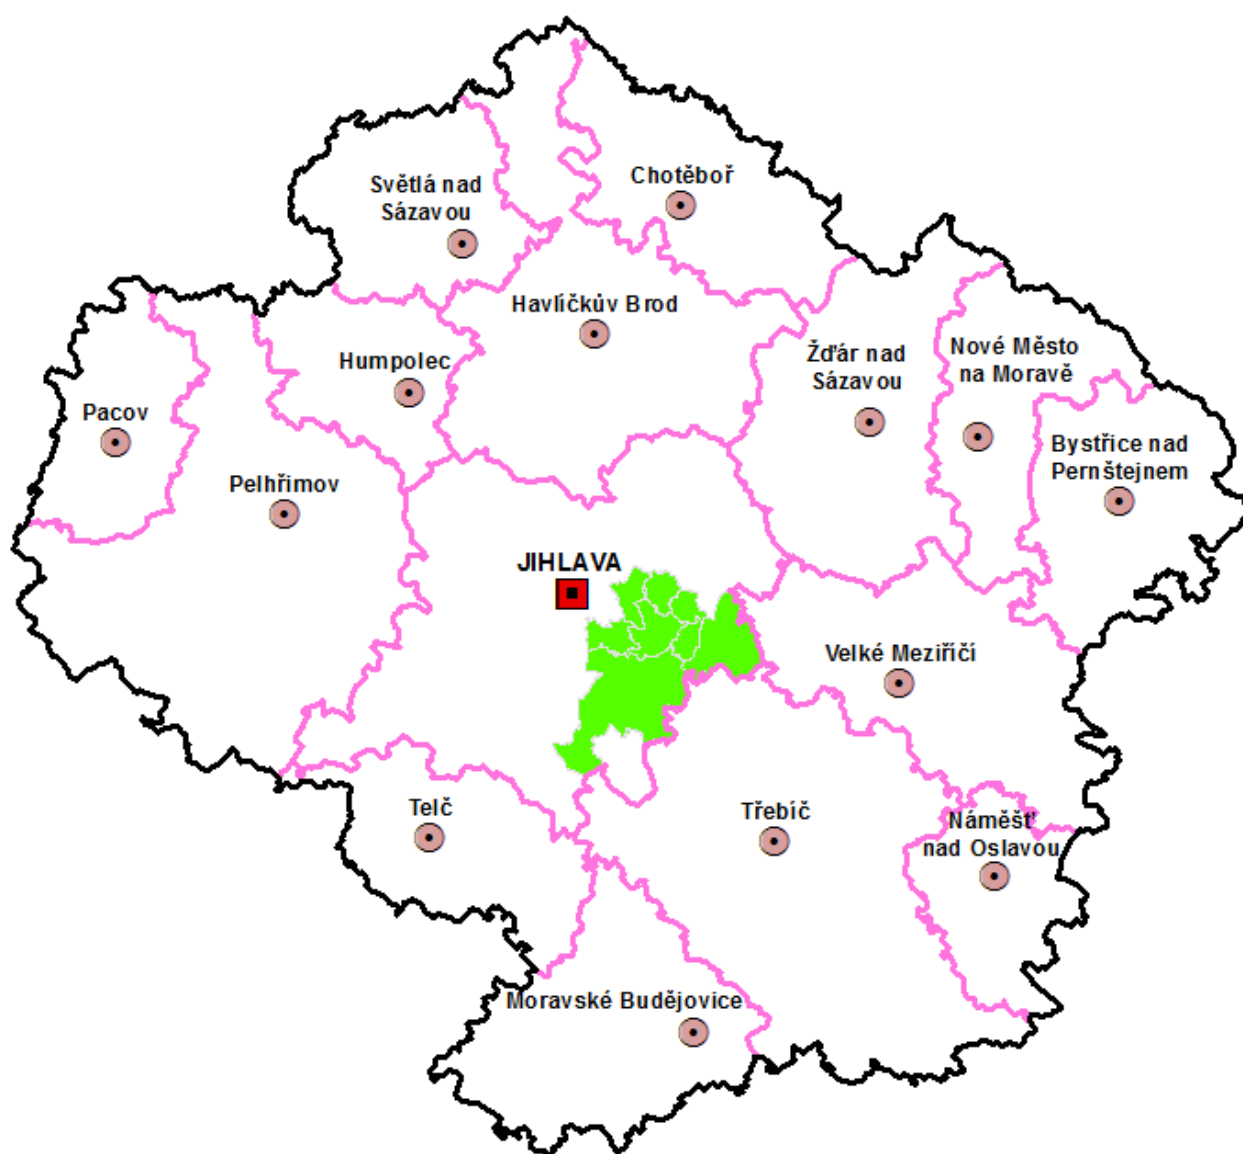 Chotěboř
Světlá nad
Sázavou
Havlíčkův Brod
Humpolec
Žďár nad
Sázavou
Nové Město
na Moravě
Pacov
Bystřice nad
Pernštejnem
Pelhřimov
JIHLAVA
Velké Meziříčí
Telč
Třebíč
Náměšť
nad Oslavou
Moravské Budějovice